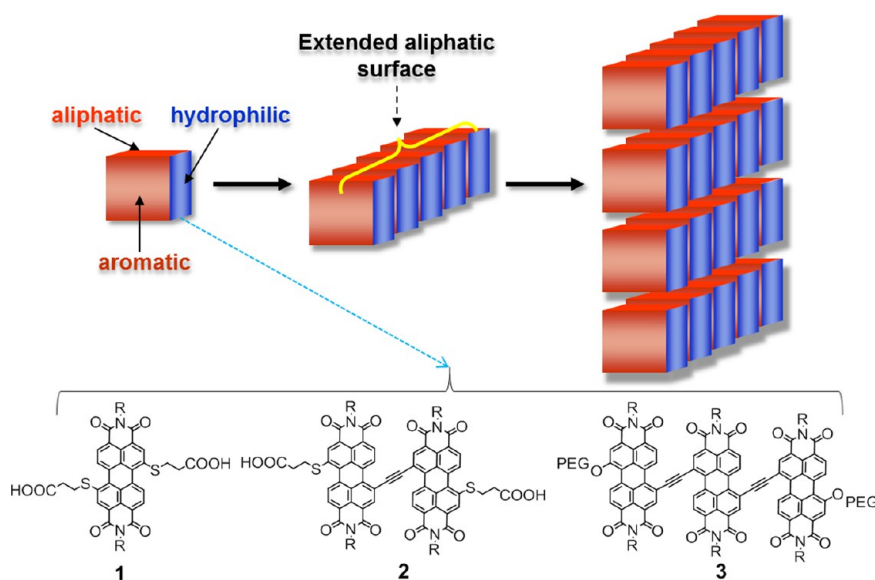 Extended aliphatic
surface
aliphatic
hydrophilic
aromatic
R
O
N
O
S
COOH
HOOC
S
O
N
O
R
1
R
O
N
O
R
O
N
O
HOOC
S
S
COOH
O
N
O
R
O
N
O
R
2
R
O
N
O
R
O
N
O
R
O
N
O
PEG
O
O
PEG
O
N
O
R
O
N
O
R
O
N
O
R
3